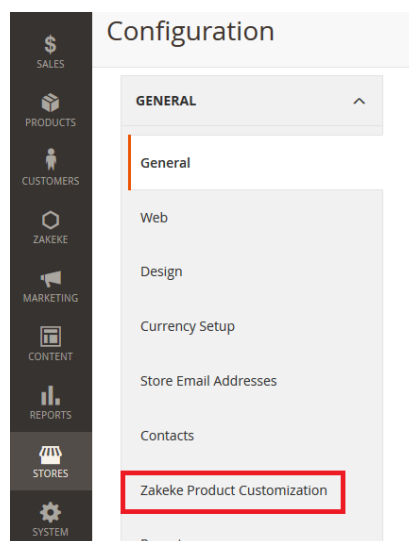 Configuration
$
SALES
PRODUCTS
CUSTOMERS
ZAKEKE
MARKETING
CONTENT
REPORTS
STORES
SYSTEM
GENERAL
General
Web
Design
Currency Setup
Store Email Addresses
Contacts
Zakeke Product Customization